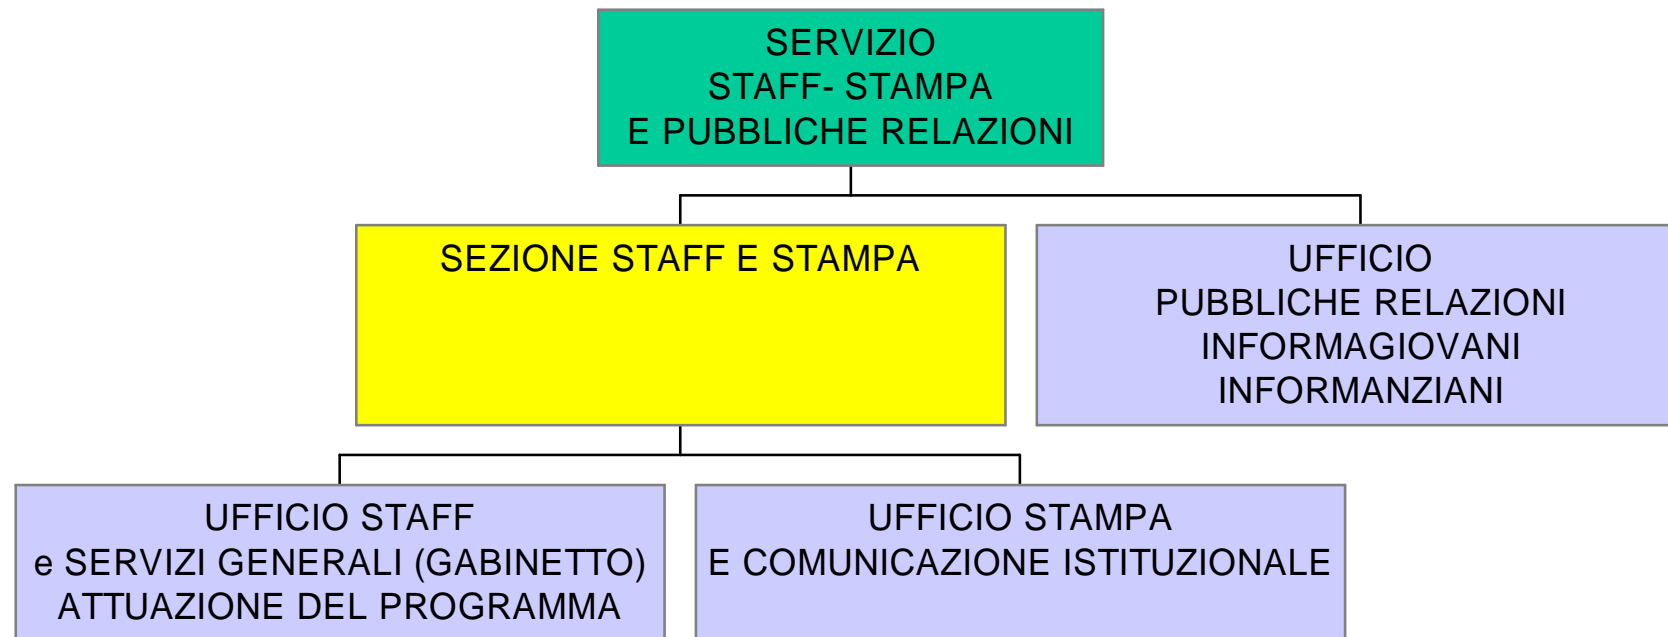 SERVIZIO
STAFF- STAMPA
E PUBBLICHE RELAZIONI
SEZIONE STAFF E STAMPA
UFFICIO
PUBBLICHE RELAZIONI
INFORMAGIOVANI
INFORMANZIANI
UFFICIO STAFF
e SERVIZI GENERALI (GABINETTO)
ATTUAZIONE DEL PROGRAMMA
UFFICIO STAMPA
E COMUNICAZIONE ISTITUZIONALE